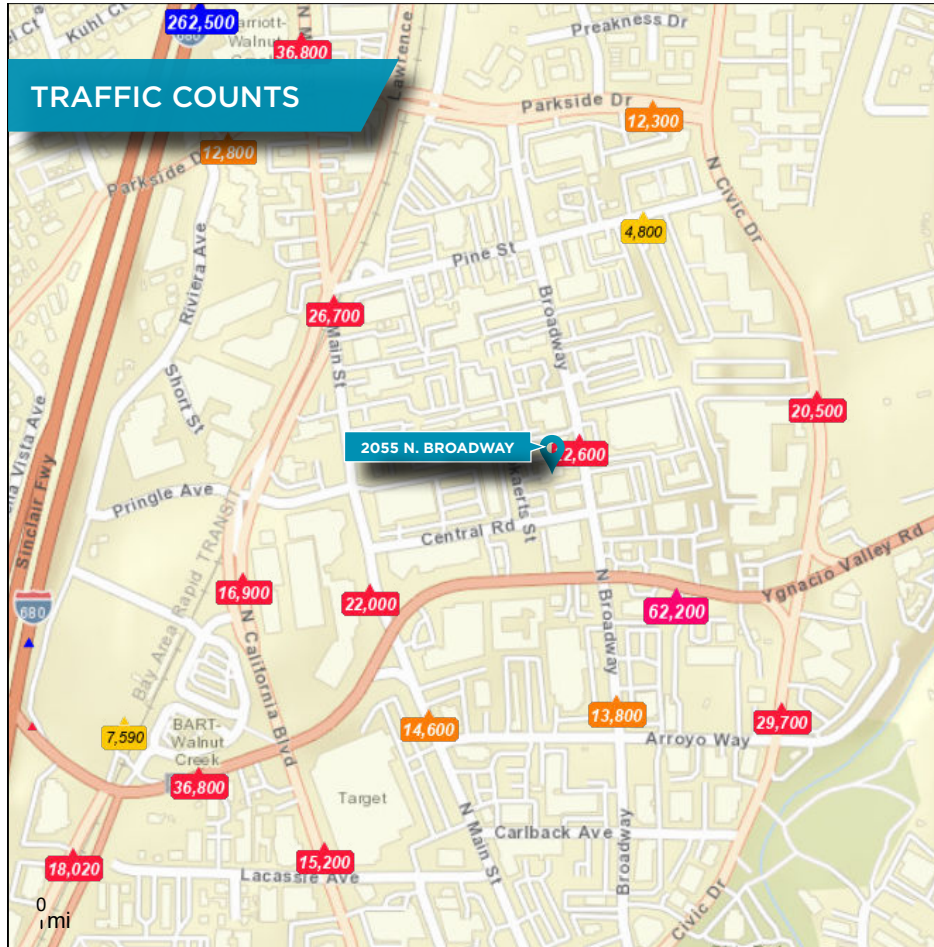 262,500
Kuhl Ct
36,800
Preakness Dr
TRAFFIC COUNTS
Lawrence
Parkside Dr
12,300
12,800
Parkside
N Civic Dr
4,800
Pine St
Riviera Ave
Broadway
26,700
Main St
Short St
20,500
2055 N. BROADWAY
Vista Ave
Sinclair Fwy
Pringle Ave
Central Rd
Ygnacio Valley Rd
16,900
22,000
62,200
680
Bay Area Rapid TRANSIT
N California Blvd
N Broadway
BART-
Walnut
Creek
7,590
14,600
13,800
29,700
Arroyo Way
36,800
Target
N Main St
Carlback Ave
18,020
15,200
Lacassie Ave
Broadway
Civic Dr
0
mi